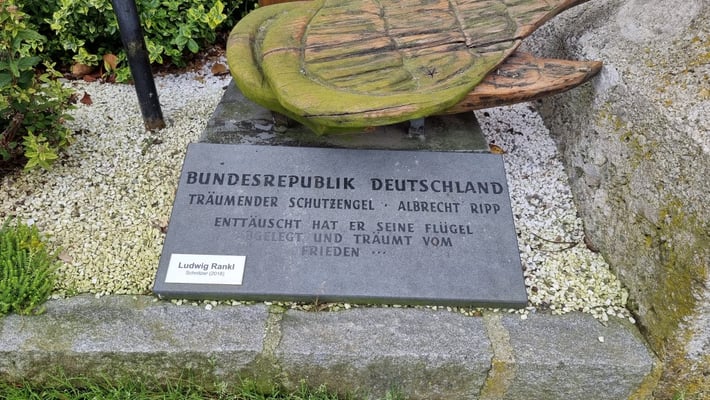 BUNDESREPUBLIK DEUTSCHLAND
TRÄUMENDER SCHUTZENGEL · ALBRECHT RIPP
ENTTÄUSCHT HAT ER SEINE FLÜGEL
ABGELEGT UND TRÄUMT VOM
FRIEDEN ...
Ludwig Rankl
Schnitzer (2018)